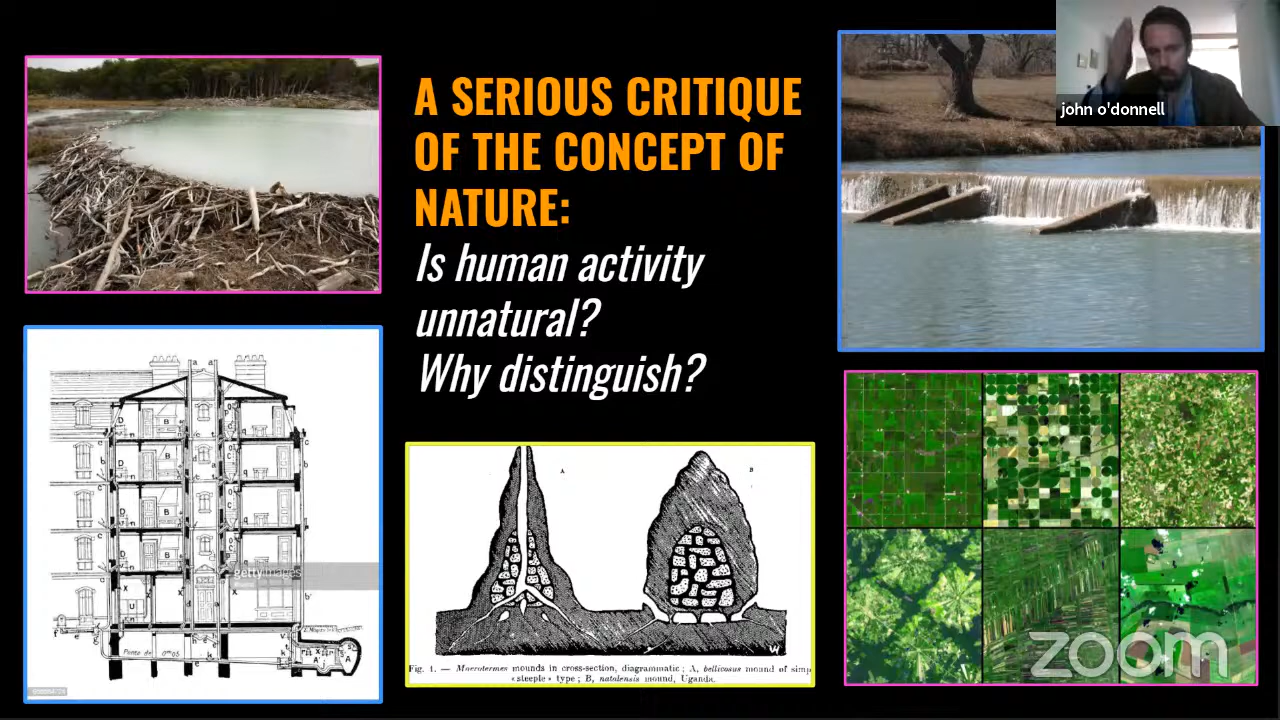 A SERIOUS CRITIQUE
OF THE CONCEPT OF
NATURE:
Is human activity
unnatural?
Why distinguish?
john o'donnell
gettyimages
Fig. 1. — Macrotermes mounds in cross-section, diagrammatic ; A, bellicosus mound of simp
«steeple» type ; B, natalensis mound, Uganda.
A
B
zoom